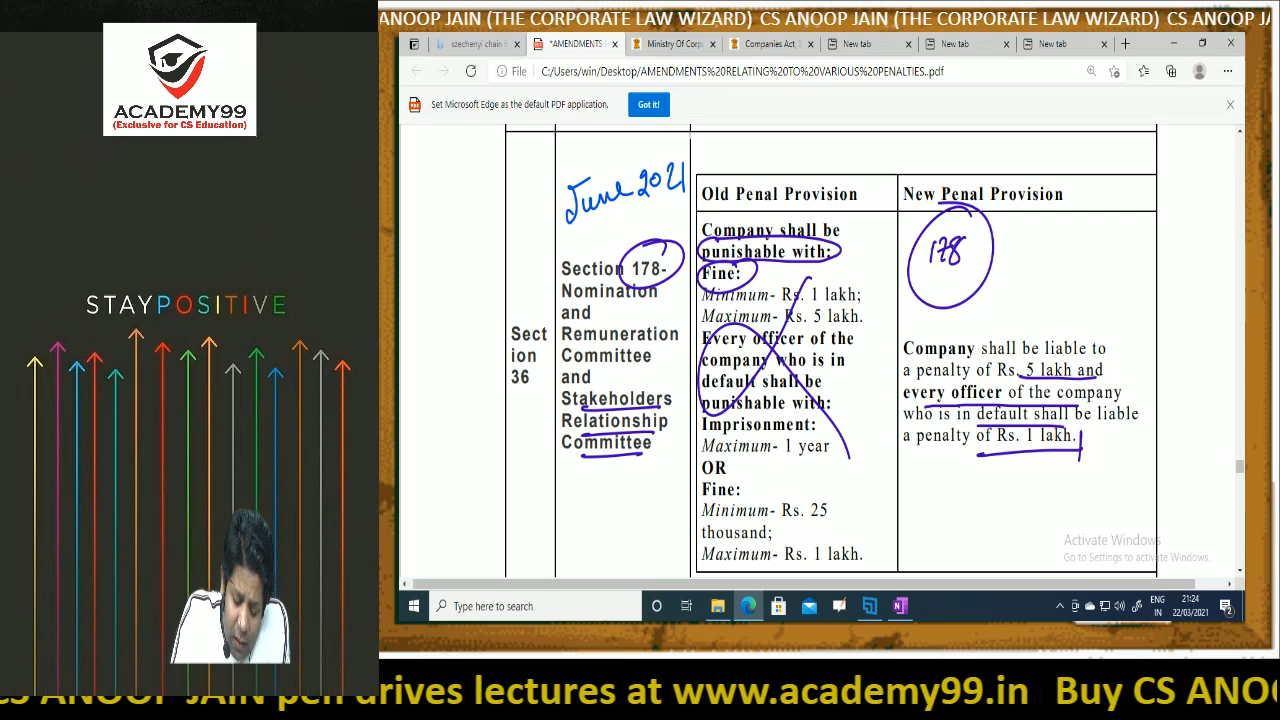 ANOOP JAIN (THE CORPORATE LAW WIZARD) CS ANOOP JAIN (THE CORPORATE LAW WIZARD) CS ANOOP JA
ACADEMY99
(Exclusive for CS Education)
STAYPOSITIVE
szechenyi chain
*AMENDMENTS
Ministry Of Corp
Companies Act, 2
New tab
New tab
New tab
File
C:/Users/win/Desktop/AMENDMENTS%20RELATING%20TO%20VARIOUS%20PENALTIES..pdf
Set Microsoft Edge as the default PDF application.
Got it!
Sect
ion
36
June 2021
Section 178-
Nomination
and
Remuneration
Committee
and
Stakeholders
Relationship
Committee
Old Penal Provision
Company shall be
punishable with:
Fine:
Minimum- Rs. 1 lakh;
Maximum- Rs. 5 lakh.
Every officer of the
company who is in
default shall be
punishable with:
Imprisonment:
Maximum- 1 year
OR
Fine:
Minimum- Rs. 25
thousand;
Maximum- Rs. 1 lakh.
New Penal Provision
178
Company shall be liable to
a penalty of Rs. 5 lakh and
every officer of the company
who is in default shall be liable
a penalty of Rs. 1 lakh.
Activate Windows
Go to Settings to activate Windows.
Type here to search
ENG
IN
21:24
22/03/2021
2
CS ANOOP JAIN pen drives lectures at www.academy99.in Buy CS ANO